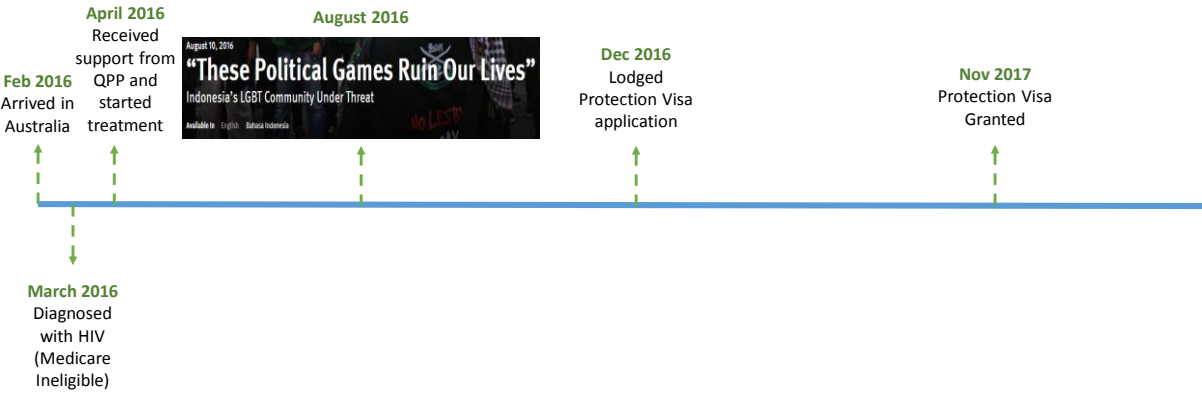 Feb 2016
Arrived in
Australia
March 2016
Diagnosed
with HIV
(Medicare
Ineligible)
April 2016
Received
support from
QPP and
started
treatment
August 2016
August 10, 2016
“These Political Games Ruin Our Lives”
Indonesia's LGBT Community Under Threat
Available In English Bahasa Indonesia
NO LESBY
Dec 2016
Lodged
Protection Visa
application
Nov 2017
Protection Visa
Granted